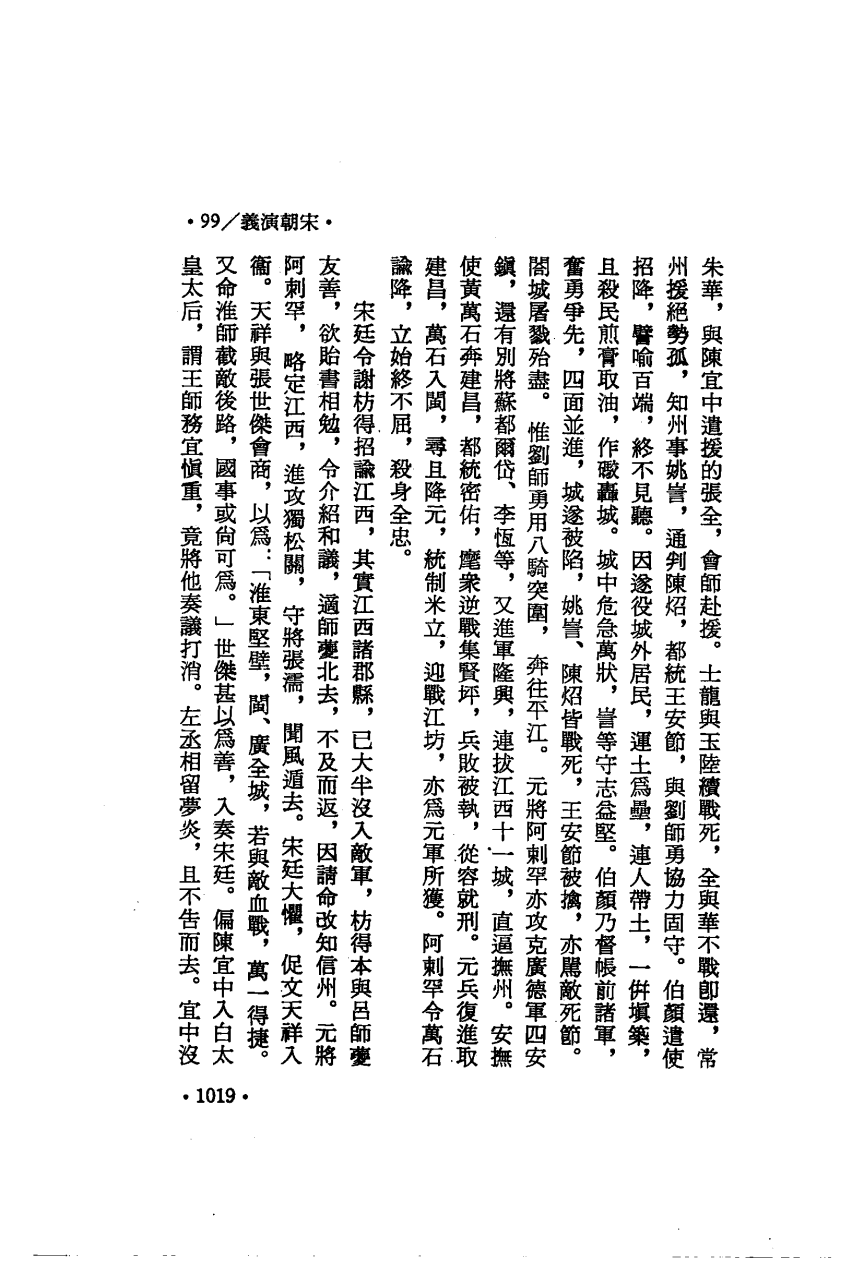 ·99／義演朝宋·
朱華，與陳宜中遣援的張全，會師赴援。士龍與玉陸續戰死，全與華不戰卽還，常
州援絕勢孤，知州事姚訔，通判陳炤，都統王安節，與劉師勇協力固守。伯顏遣使
招降，譬喻百端，終不見聽。因遂役城外居民，運土爲壘，連人帶土，一倂塡築，
且殺民煎膏取油，作礮轟城。城中危急萬狀，訔等守志益堅。伯顏乃督帳前諸軍，
奮勇爭先，四面並進，城遂被陷，姚訔、陳炤皆戰死，王安節被擒，亦罵敵死節。
閤城屠戮殆盡。惟劉師勇用八騎突圍，奔往平江。元將阿剌罕亦攻克廣德軍四安
鎭，還有別將蘇都爾岱、李恆等，又進軍隆興，連拔江西十一城，直逼撫州。安撫
使黃萬石奔建昌，都統密佑，麾衆逆戰集賢坪，兵敗被執，從容就刑。元兵復進取
建昌，萬石入閩，尋且降元，統制米立，迎戰江坊，亦爲元軍所獲。阿剌罕令萬石
諭降，立始終不屈，殺身全忠。
宋廷令謝枋得招諭江西，其實江西諸郡縣，已大半沒入敵軍，枋得本與呂師夔
友善，欲貽書相勉，令介紹和議，適師夔北去，不及而返，因請命改知信州。元將
阿剌罕，略定江西，進攻獨松關，守將張濡，聞風遁去。宋廷大懼，促文天祥入
衞。天祥與張世傑會商，以爲：「淮東堅壁，閩、廣全城，若與敵血戰，萬一得捷。
又命淮師截敵後路，國事或尙可爲。」世傑甚以爲善，入奏宋廷。偏陳宜中入白太
皇太后，謂王師務宜愼重，竟將他奏議打消。左丞相留夢炎，且不告而去。宜中沒
·1019·